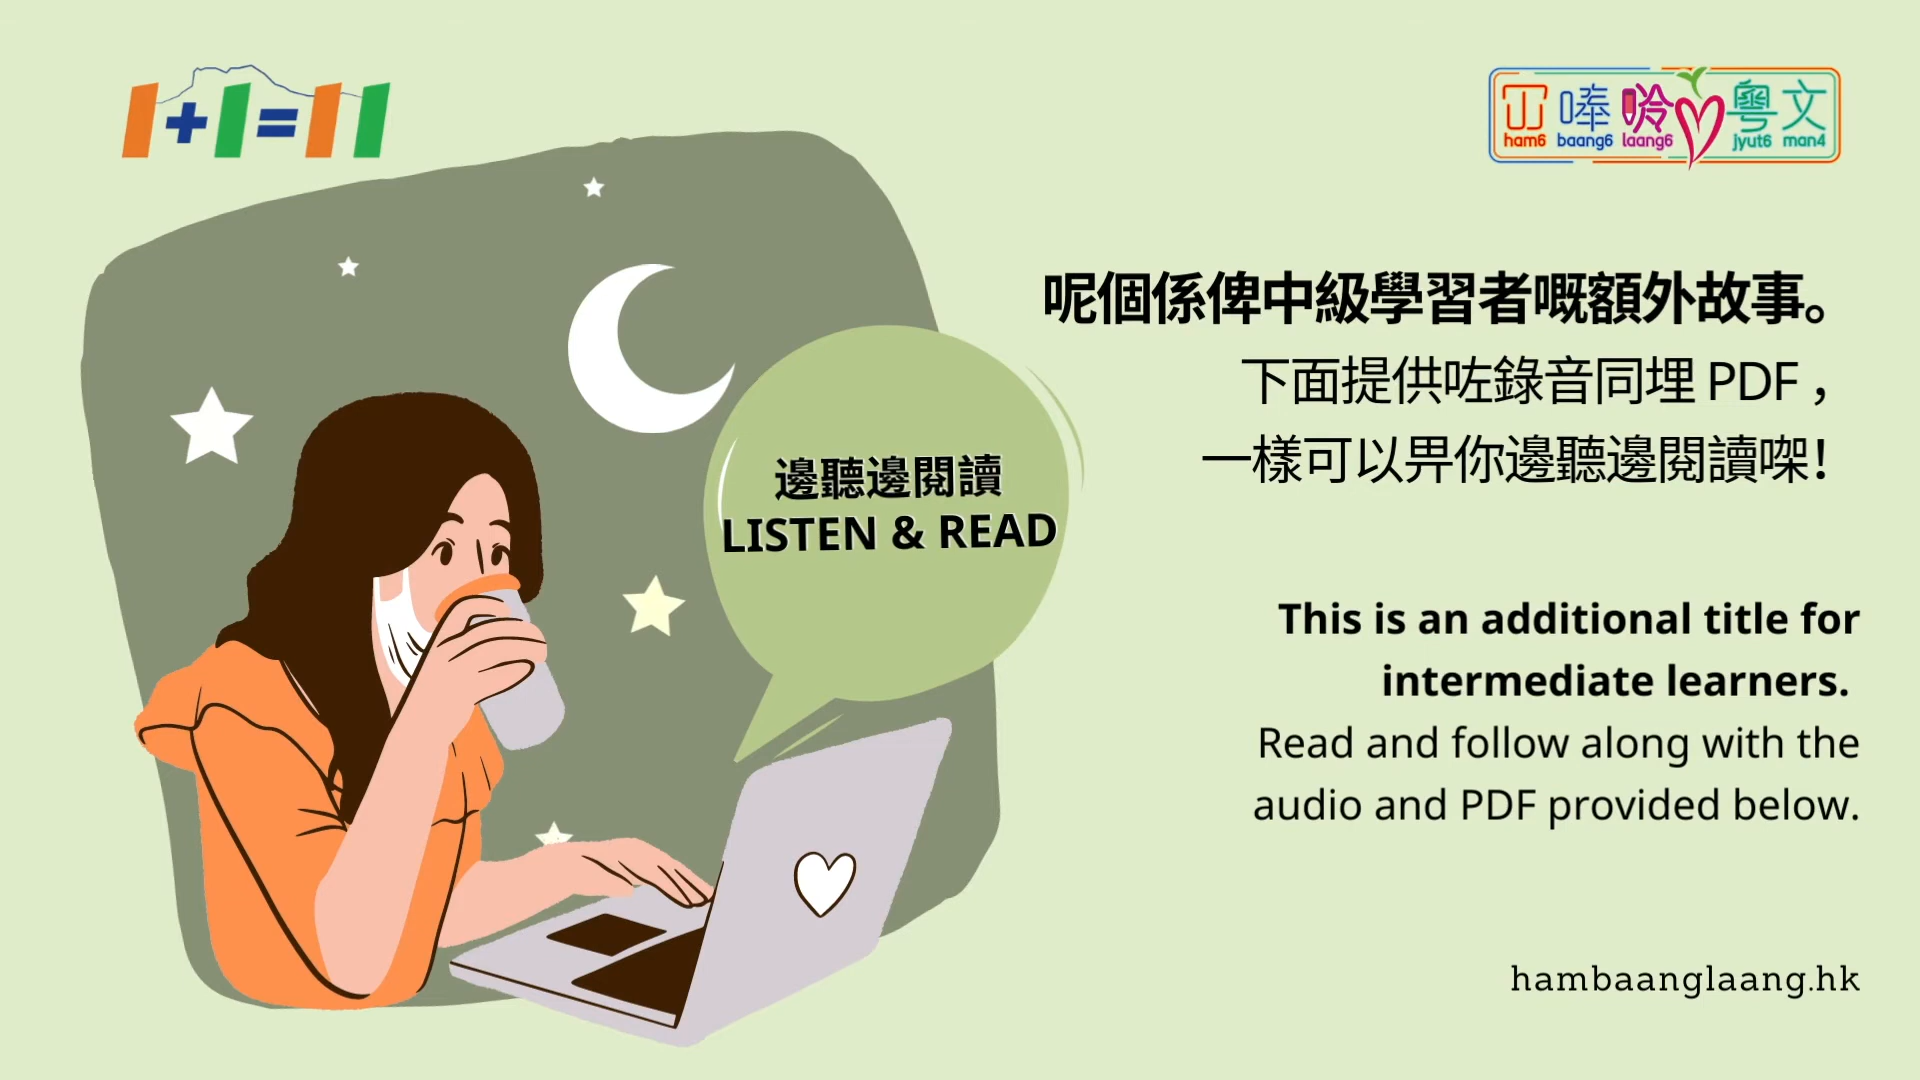 1+1=11
冚唪唥粵文
ham6 baang6 laang6 jyut6 man4
呢個係俾中級學習者嘅額外故事。
下面提供咗錄音同埋 PDF，
一樣可以畀你邊聽邊閱讀㗎！
邊聽邊閱讀
LISTEN & READ
This is an additional title for
intermediate learners.
Read and follow along with the
audio and PDF provided below.
hambaanglaang.hk